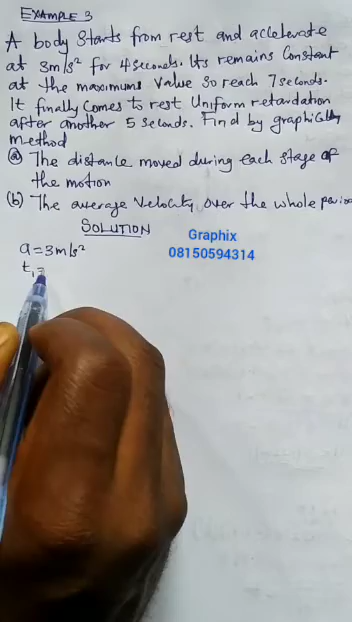 EXAMPLE 3
A body starts from rest and accelerate
at 3m/s² for 4seconds. Its remains Constant
at the maximum value so reach 7seconds.
It finally comes to rest Uniform retardation
after another 5 seconds. Find by graphically
method
(a) The distance moved during each stage of
the motion
(b) The average velocity over the whole period
SOLUTION
Graphix
08150594314
a = 3m/s²
t₁ =